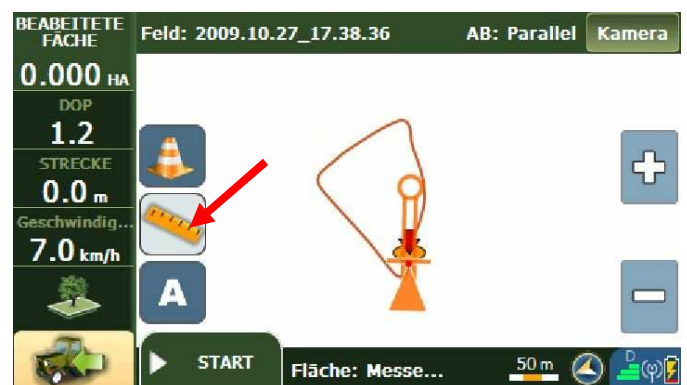 BEABEITETE
FÄCHE
0.000 HA
DOP
1.2
STRECKE
0.0 m
Geschwindig...
7.0 km/h
Feld: 2009.10.27_17.38.36
AB: Parallel
Kamera
A
START
Fläche: Messe...
50 m
D